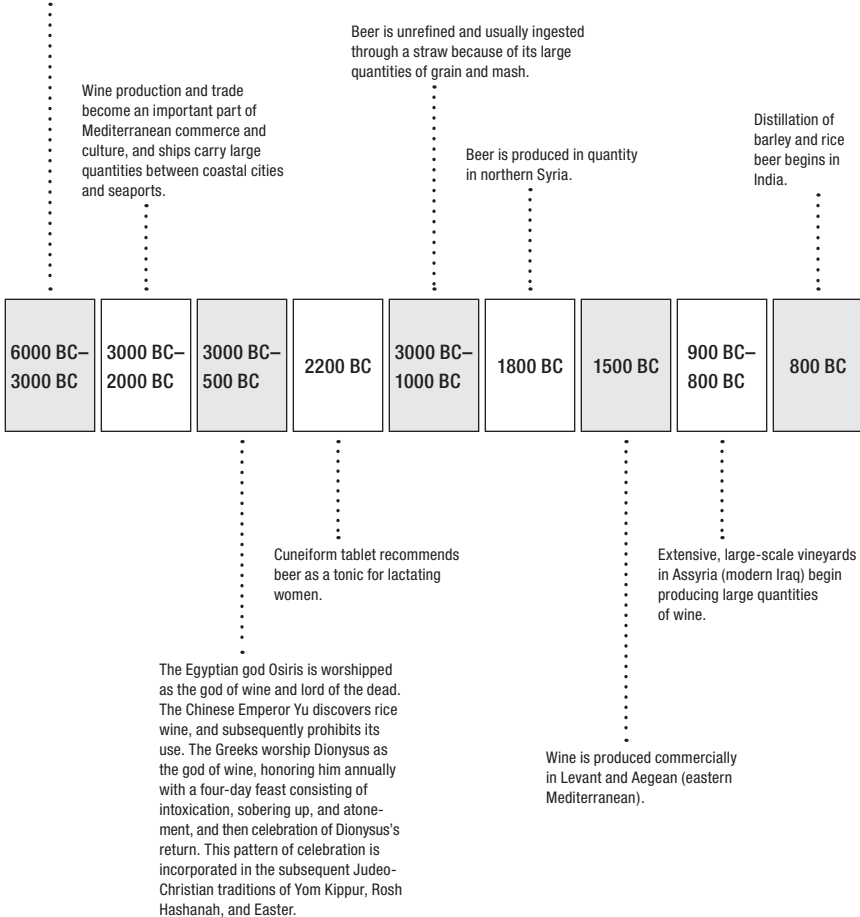 Beer is unrefined and usually ingested
through a straw because of its large
quantities of grain and mash.
Wine production and trade
become an important part of
Mediterranean commerce and
culture, and ships carry large
quantities between coastal cities
and seaports.
Beer is produced in quantity
in northern Syria.
Distillation of
barley and rice
beer begins in
India.
6000 BC–
3000 BC
3000 BC–
2000 BC
3000 BC–
500 BC
2200 BC
3000 BC–
1000 BC
1800 BC
1500 BC
900 BC–
800 BC
800 BC
Cuneiform tablet recommends
beer as a tonic for lactating
women.
Extensive, large-scale vineyards
in Assyria (modern Iraq) begin
producing large quantities
of wine.
The Egyptian god Osiris is worshipped
as the god of wine and lord of the dead.
The Chinese Emperor Yu discovers rice
wine, and subsequently prohibits its
use. The Greeks worship Dionysus as
the god of wine, honoring him annually
with a four-day feast consisting of
intoxication, sobering up, and atone-
ment, and then celebration of Dionysus’s
return. This pattern of celebration is
incorporated in the subsequent Judeo-
Christian traditions of Yom Kippur, Rosh
Hashanah, and Easter.
Wine is produced commercially
in Levant and Aegean (eastern
Mediterranean).